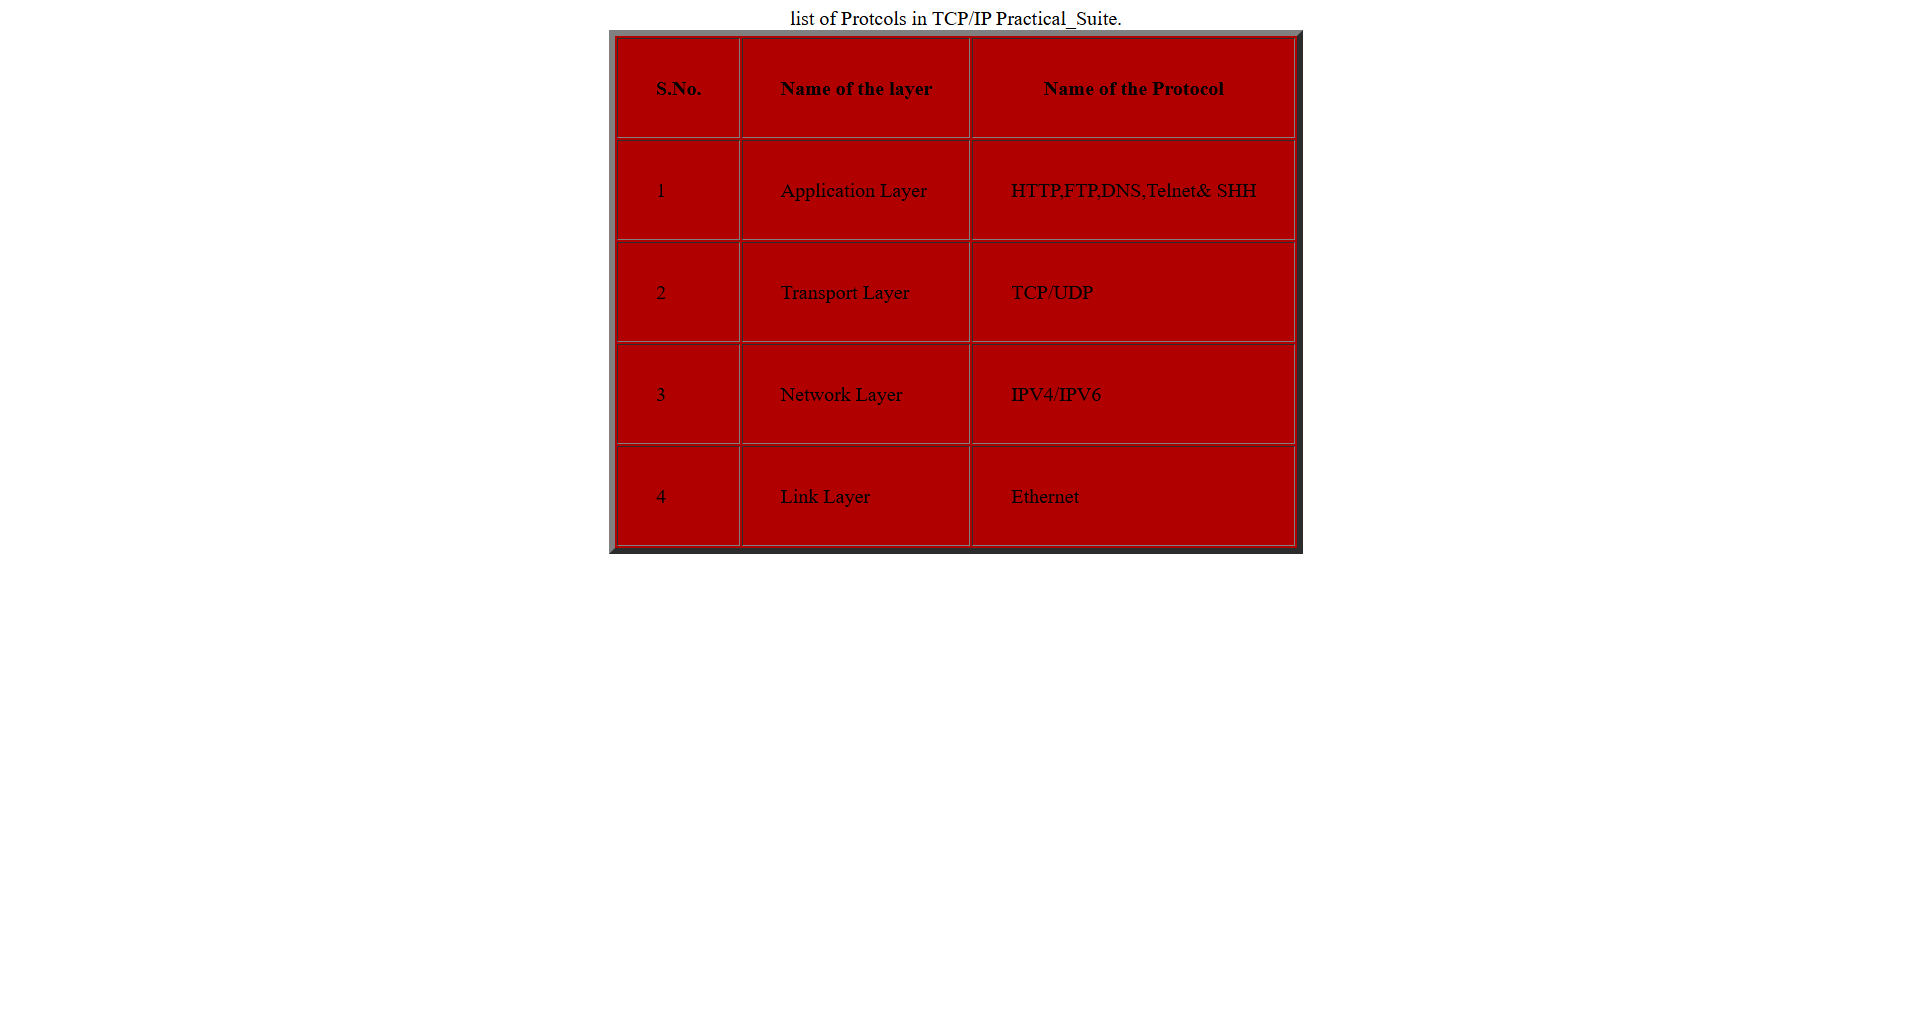 list of Protcols in TCP/IP Practical_Suite.
S.No. Name of the layer Name of the Protocol
1 Application Layer HTTP,FTP,DNS,Telnet& SHH
2 Transport Layer TCP/UDP
3 Network Layer IPV4/IPV6
4 Link Layer Ethernet